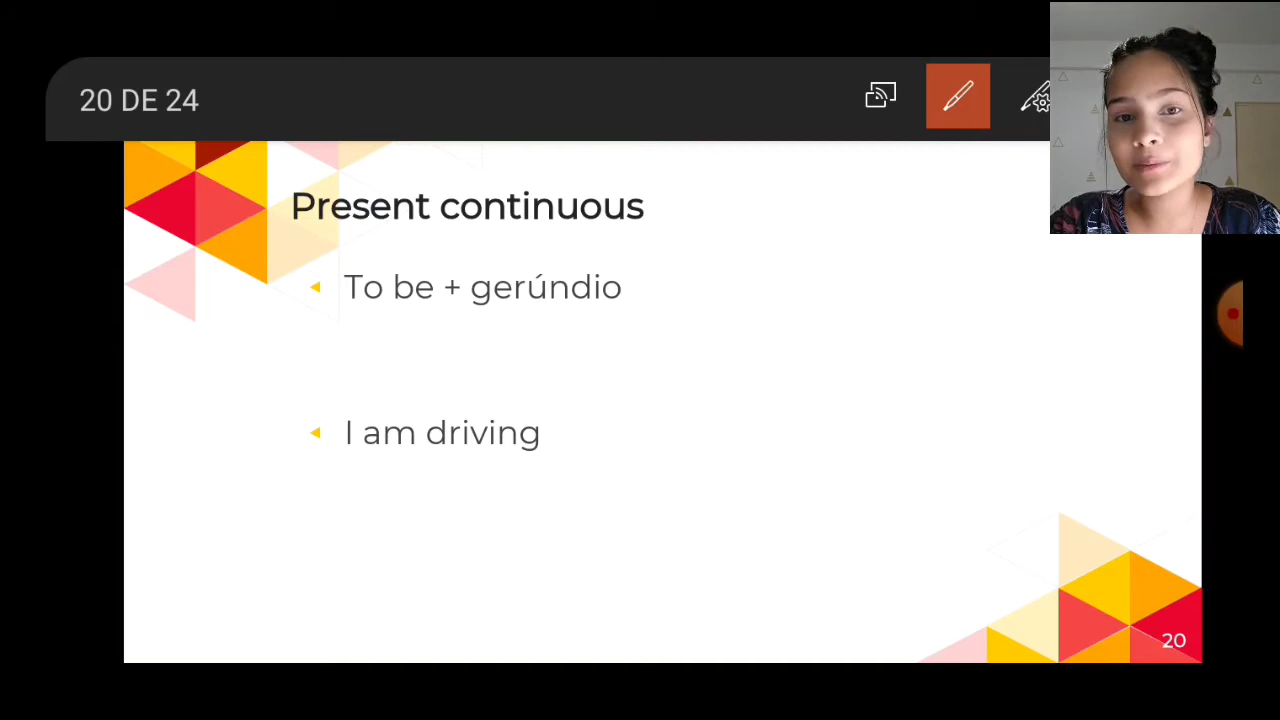 20 DE 24
Present continuous
To be + gerúndio
I am driving
20